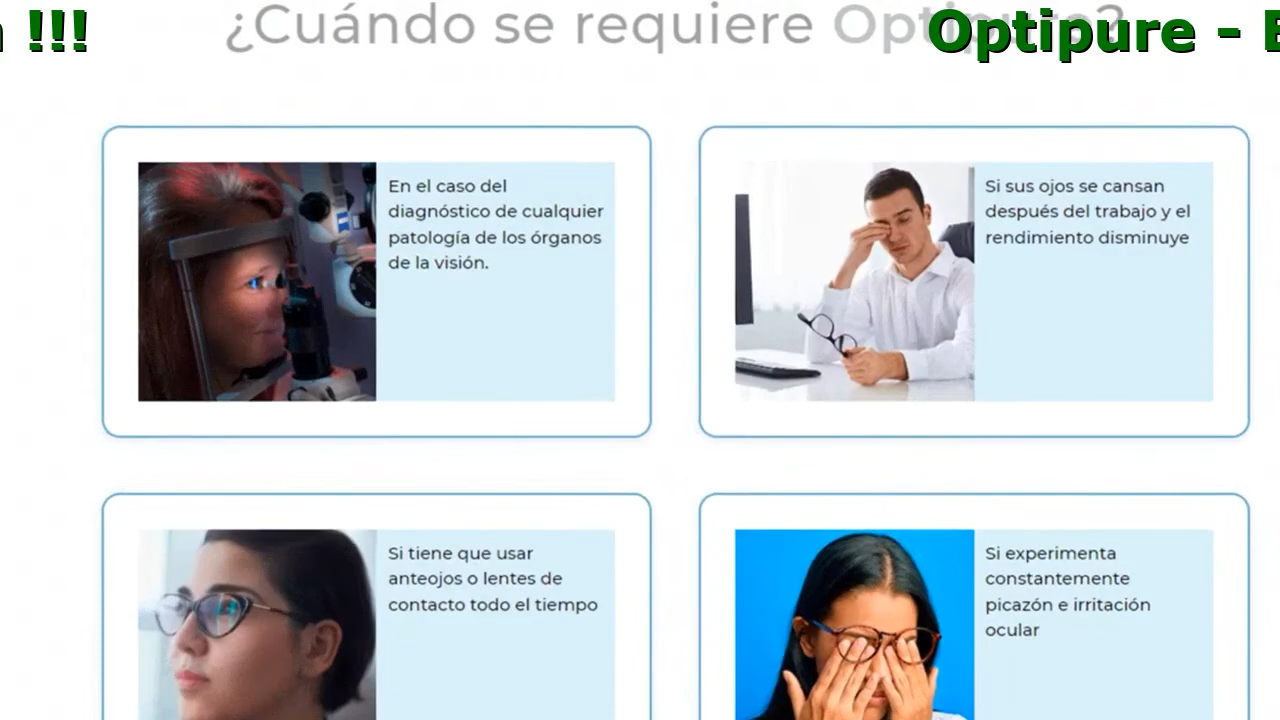 ¿Cuándo se requiere Optipure?
!!!
Optipure -
En el caso del
diagnóstico de cualquier
patología de los órganos
de la visión.
Si sus ojos se cansan
después del trabajo y el
rendimiento disminuye
Si tiene que usar
anteojos o lentes de
contacto todo el tiempo
Si experimenta
constantemente
picazón e irritación
ocular